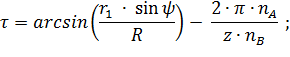 τ = arcsin(r₁ · sin ψ / R) − 2 · π · n_A / z · n_B ;